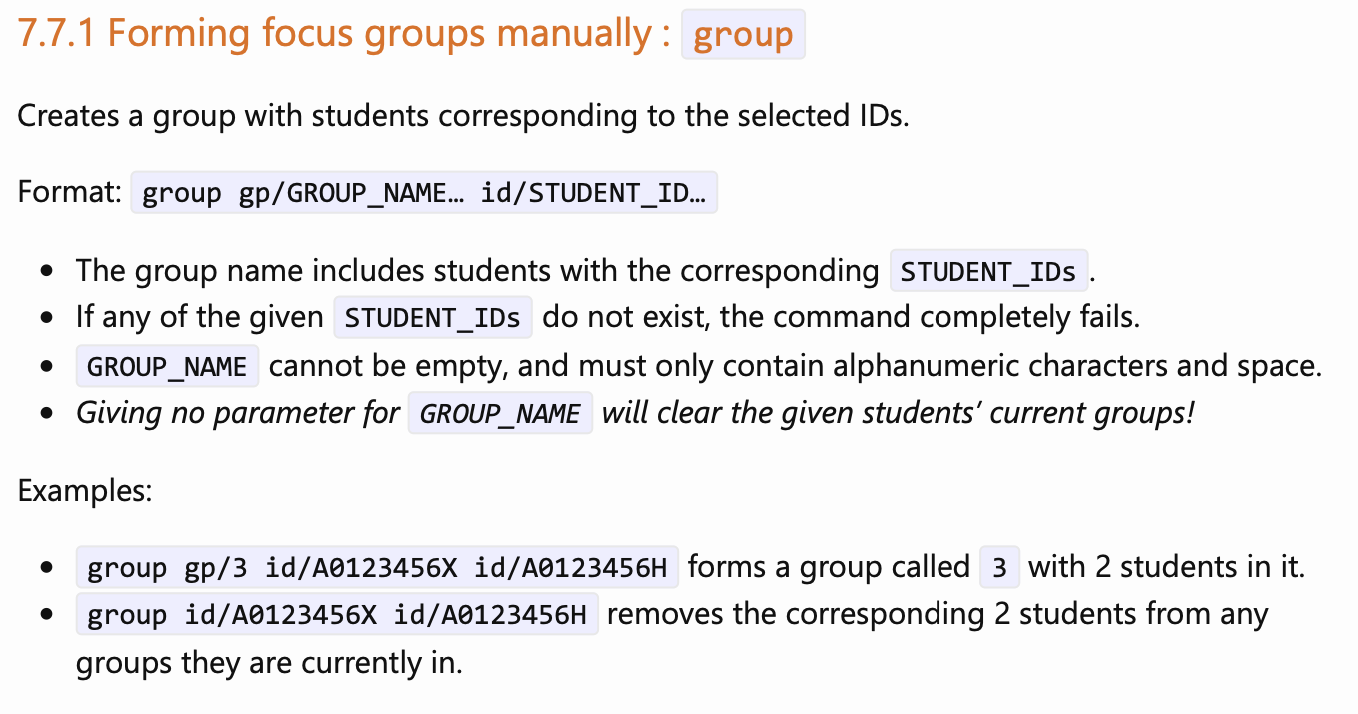 7.7.1 Forming focus groups manually : group
Creates a group with students corresponding to the selected IDs.
Format: group gp/GROUP_NAME… id/STUDENT_ID…
• The group name includes students with the corresponding STUDENT_IDs.
• If any of the given STUDENT_IDs do not exist, the command completely fails.
• GROUP_NAME cannot be empty, and must only contain alphanumeric characters and space.
• Giving no parameter for GROUP_NAME will clear the given students’ current groups!
Examples:
• group gp/3 id/A0123456X id/A0123456H forms a group called 3 with 2 students in it.
• group id/A0123456X id/A0123456H removes the corresponding 2 students from any
groups they are currently in.